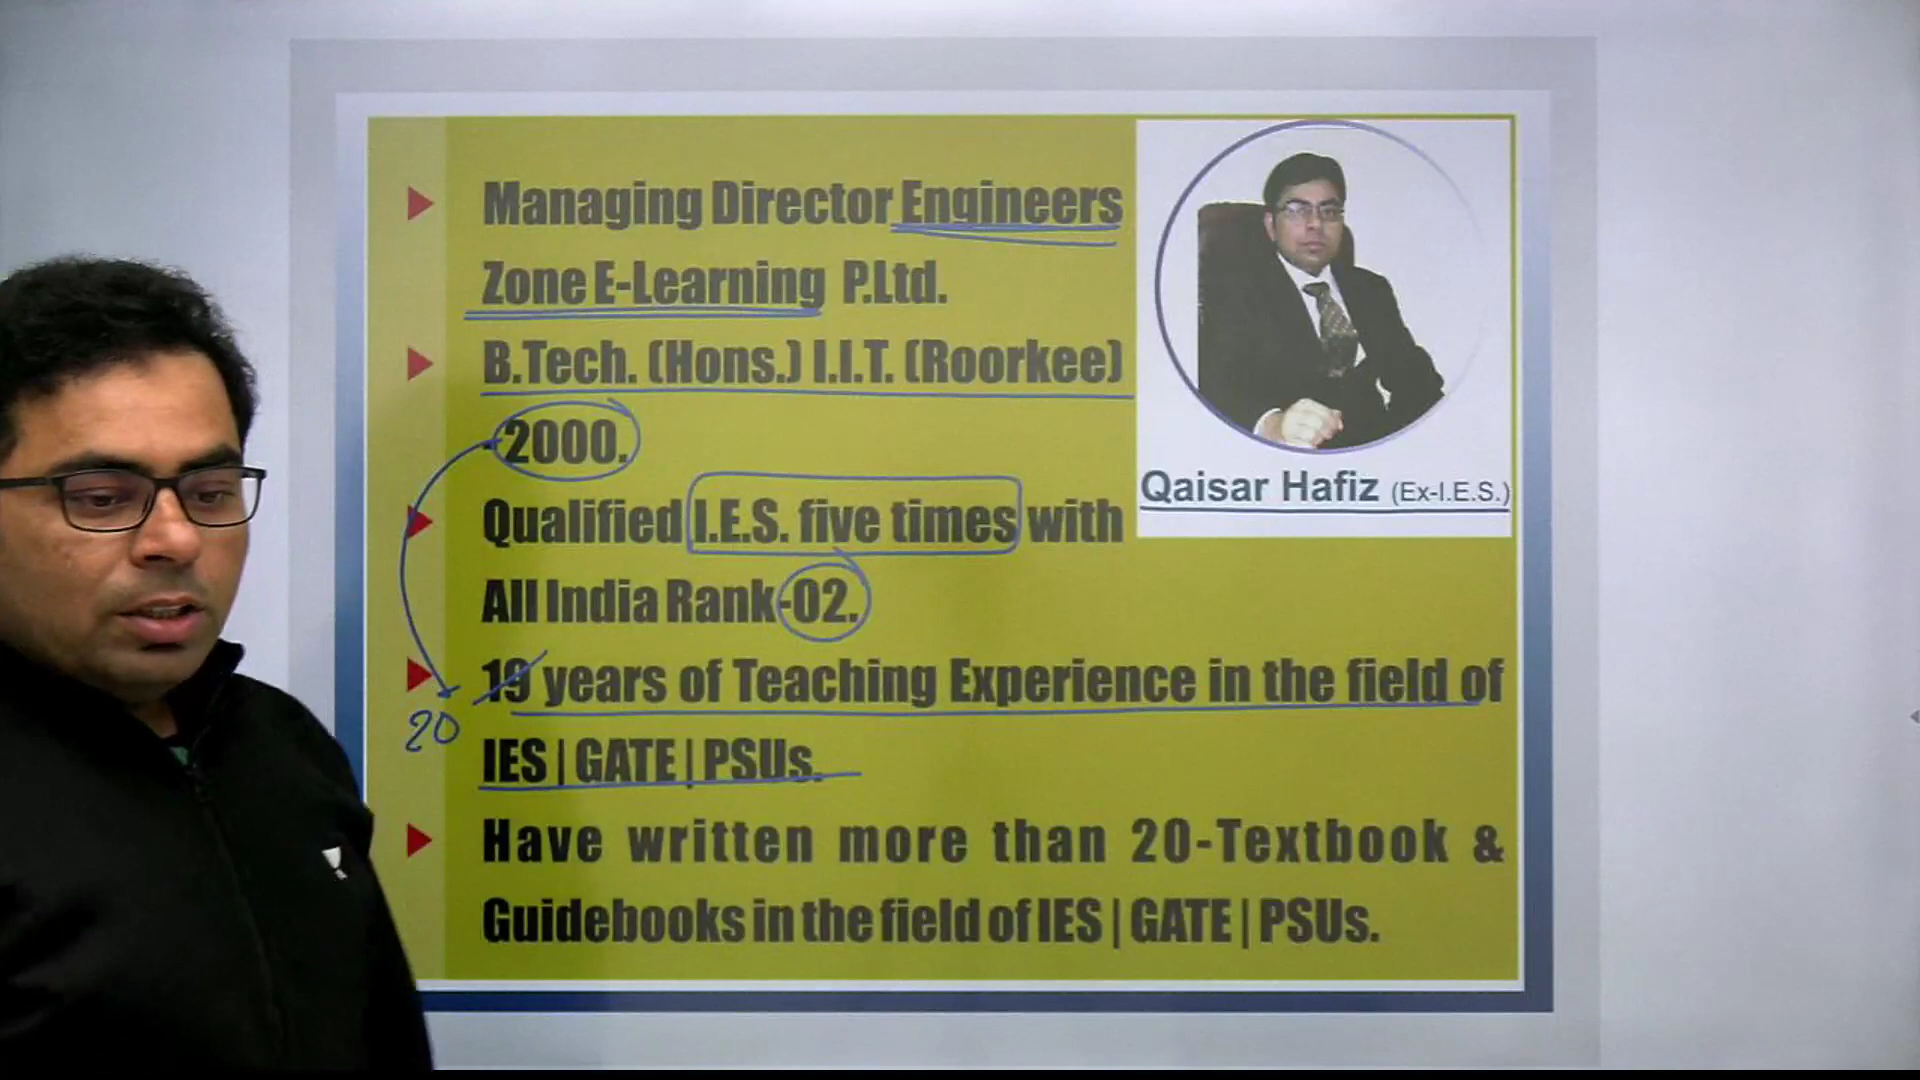 Managing Director Engineers
Zone E-Learning P.Ltd.
B.Tech. (Hons.) I.I.T. (Roorkee)
-2000.
Qualified I.E.S. five times with
All India Rank-02.
19 years of Teaching Experience in the field of
20
IES | GATE | PSUs.
Have written more than 20-Textbook &
Guidebooks in the field of IES | GATE | PSUs.
Qaisar Hafiz (Ex-I.E.S.)